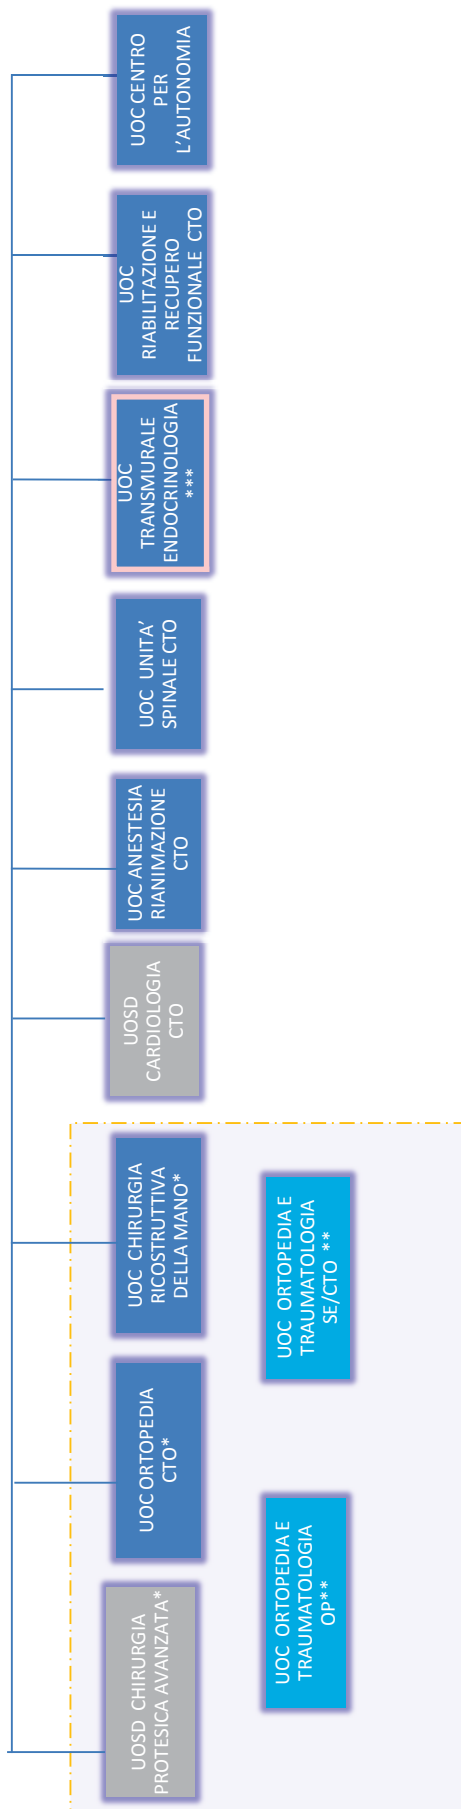 UOSD CHIRURGIA
PROTESICA AVANZATA*
UOC ORTOPEDIA
CTO*
UOC CHIRURGIA
RICOSTRUTTIVA
DELLA MANO*
UOSD
CARDIOLOGIA
CTO
UOC ANESTESIA
RIANIMAZIONE
CTO
UOC UNITA’
SPINALE CTO
UOC
TRANSMURALE
ENDOCRINOLOGIA
***
UOC
RIABILITAZIONE E
RECUPERO
FUNZIONALE CTO
UOC CENTRO
PER
L’AUTONOMIA
UOC ORTOPEDIA E
TRAUMATOLOGIA
OP**
UOC ORTOPEDIA E
TRAUMATOLOGIA
SE/CTO **